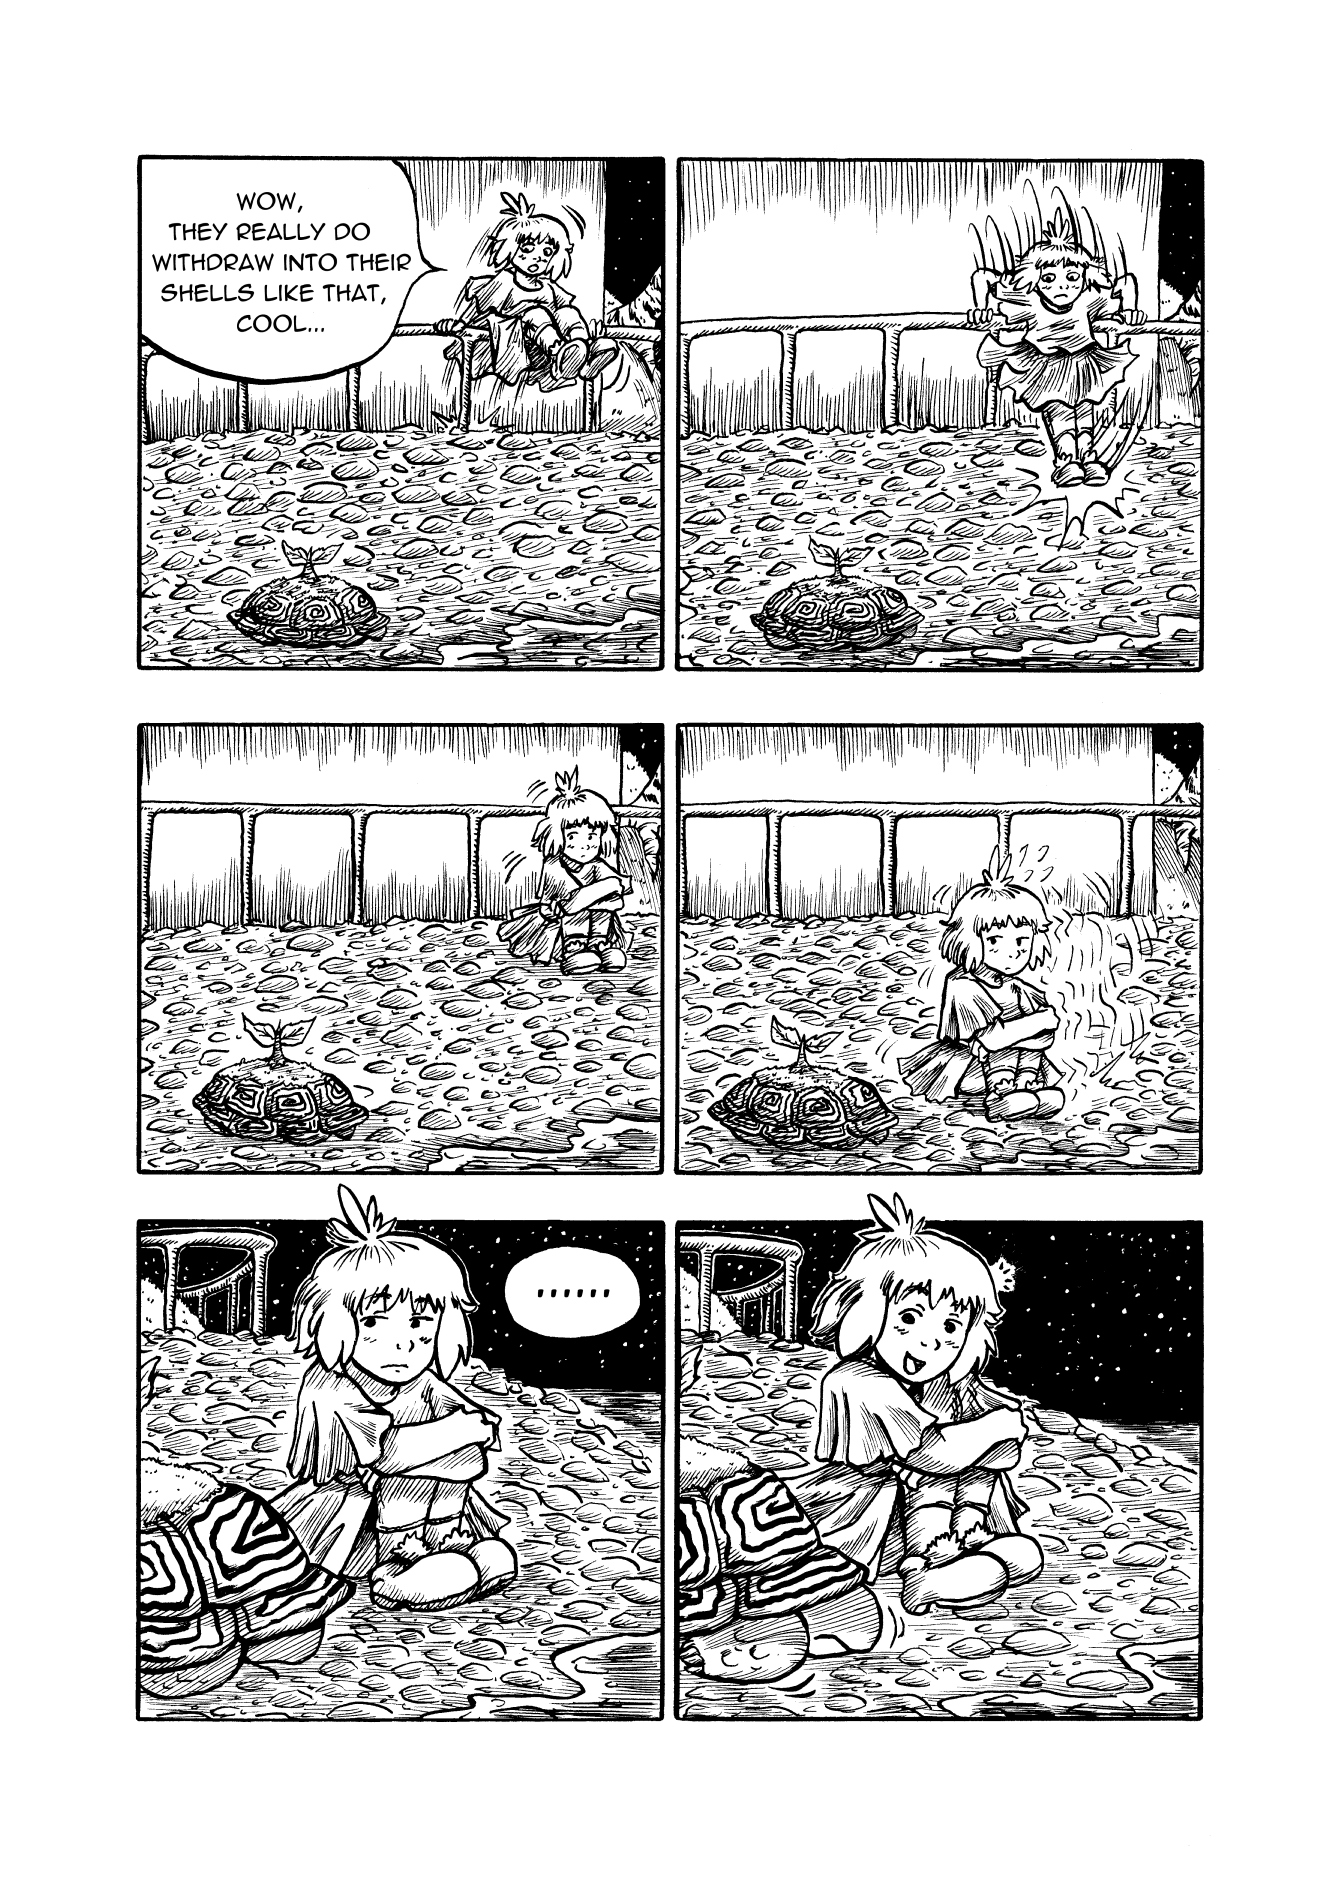 WOW,
THEY REALLY DO
WITHDRAW INTO THEIR
SHELLS LIKE THAT,
COOL...
......